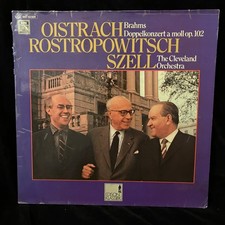 OISTRACH
Brahms
Doppelkonzert a moll op. 102
ROSTROPOWITSCH
SZELL
The Cleveland
Orchestra